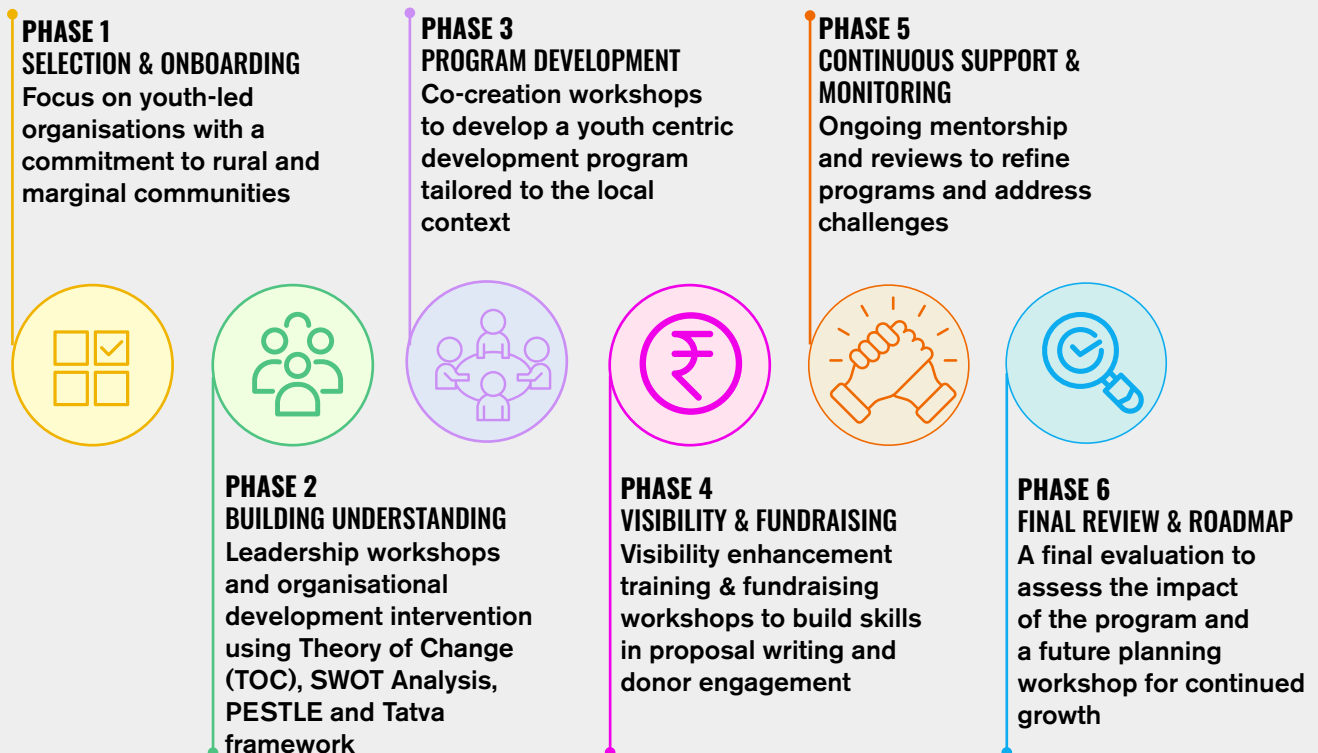 PHASE 1
SELECTION & ONBOARDING
Focus on youth-led
organisations with a
commitment to rural and
marginal communities
PHASE 2
BUILDING UNDERSTANDING
Leadership workshops
and organisational
development intervention
using Theory of Change
(TOC), SWOT Analysis,
PESTLE and Tatva
framework
PHASE 3
PROGRAM DEVELOPMENT
Co-creation workshops
to develop a youth centric
development program
tailored to the local
context
PHASE 4
VISIBILITY & FUNDRAISING
Visibility enhancement
training & fundraising
workshops to build skills
in proposal writing and
donor engagement
PHASE 5
CONTINUOUS SUPPORT &
MONITORING
Ongoing mentorship
and reviews to refine
programs and address
challenges
PHASE 6
FINAL REVIEW & ROADMAP
A final evaluation to
assess the impact
of the program and
a future planning
workshop for continued
growth